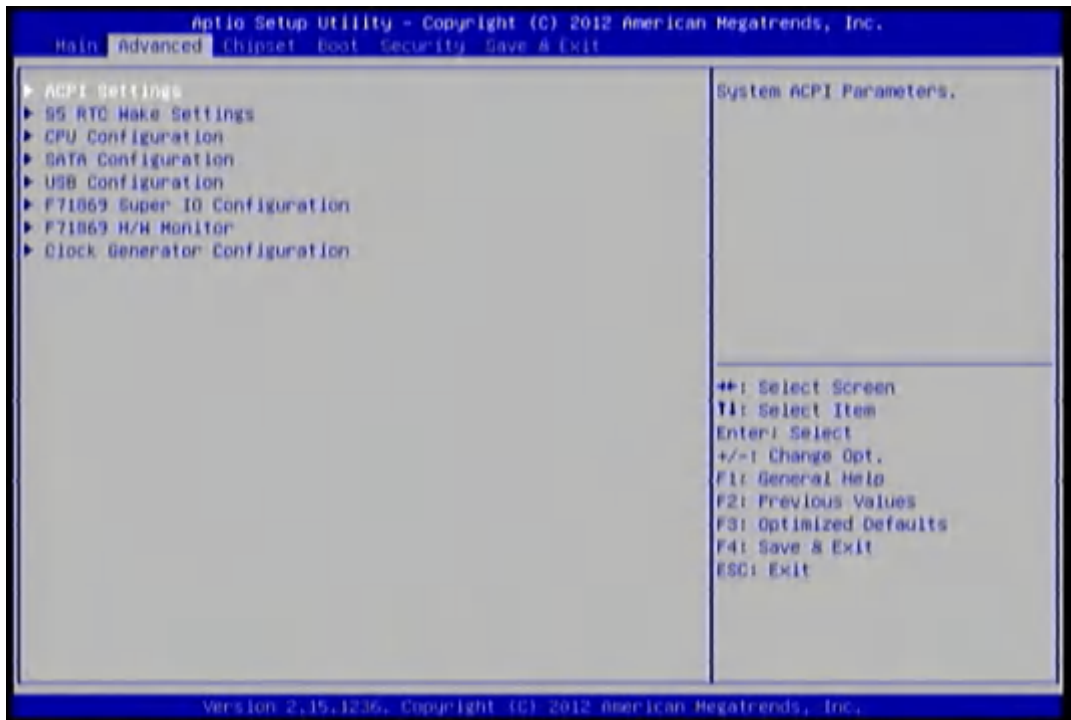 Aptio Setup Utility - Copyright (C) 2012 American Megatrends, Inc.
Main Advanced Chipset Boot Security Save & Exit
► ACPI Settings
► S5 RTC Wake Settings
► CPU Configuration
► SATA Configuration
► USB Configuration
► F71869 Super IO Configuration
► F71869 H/W Monitor
► Clock Generator Configuration
System ACPI Parameters.
→←: Select Screen
↑↓: Select Item
Enter: Select
+/-: Change Opt.
F1: General Help
F2: Previous Values
F3: Optimized Defaults
F4: Save & Exit
ESC: Exit
Version 2.15.1236. Copyright (C) 2012 American Megatrends, Inc.